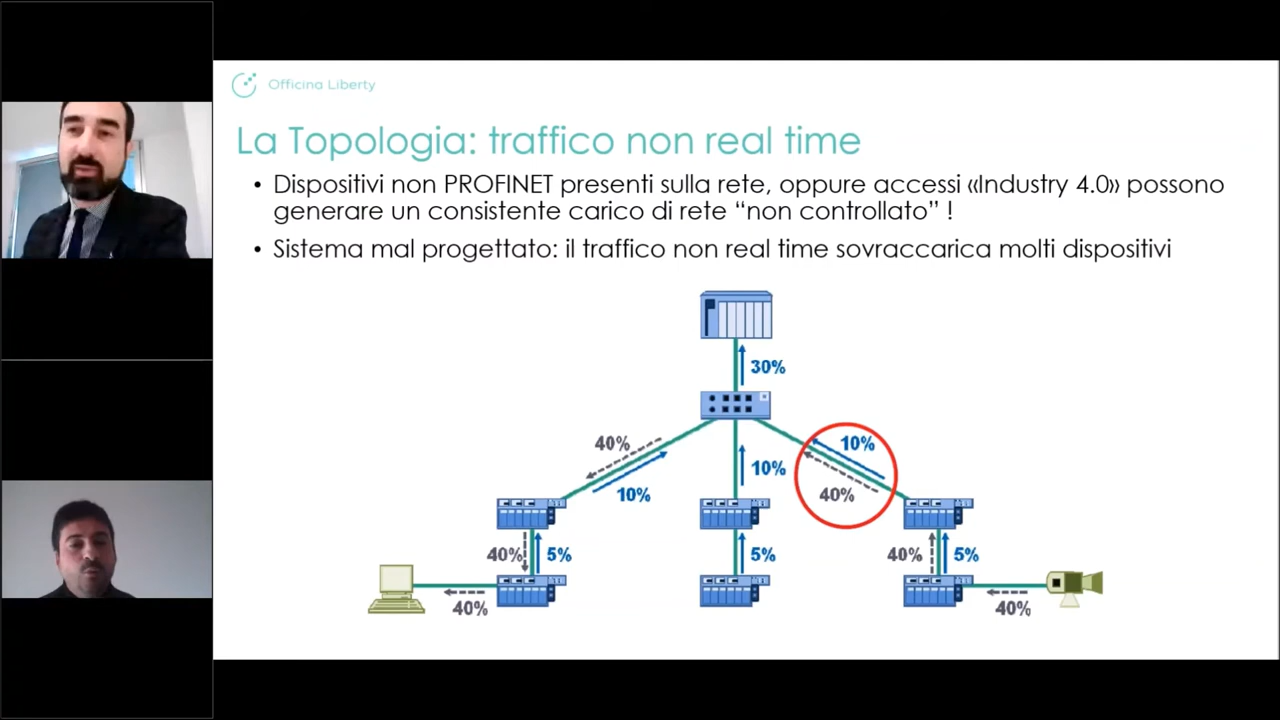 Officina Liberty
La Topologia: traffico non real time
• Dispositivi non PROFINET presenti sulla rete, oppure accessi «Industry 4.0» possono
generare un consistente carico di rete “non controllato” !
• Sistema mal progettato: il traffico non real time sovraccarica molti dispositivi
30%
40%
10%
10%
10%
40%
40%
5%
5%
40%
5%
40%
40%